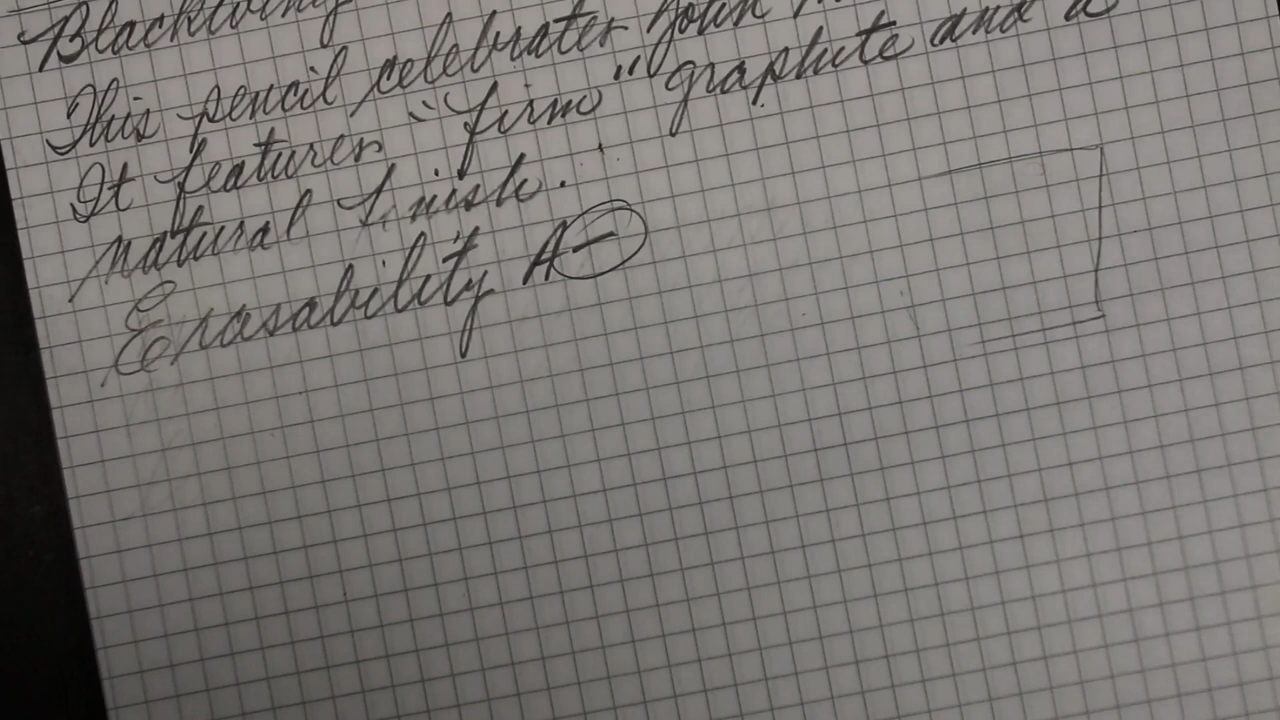 Blackwing
This pencil celebrates John
It features "firm" graphite and a
natural finish.
Erasability A-